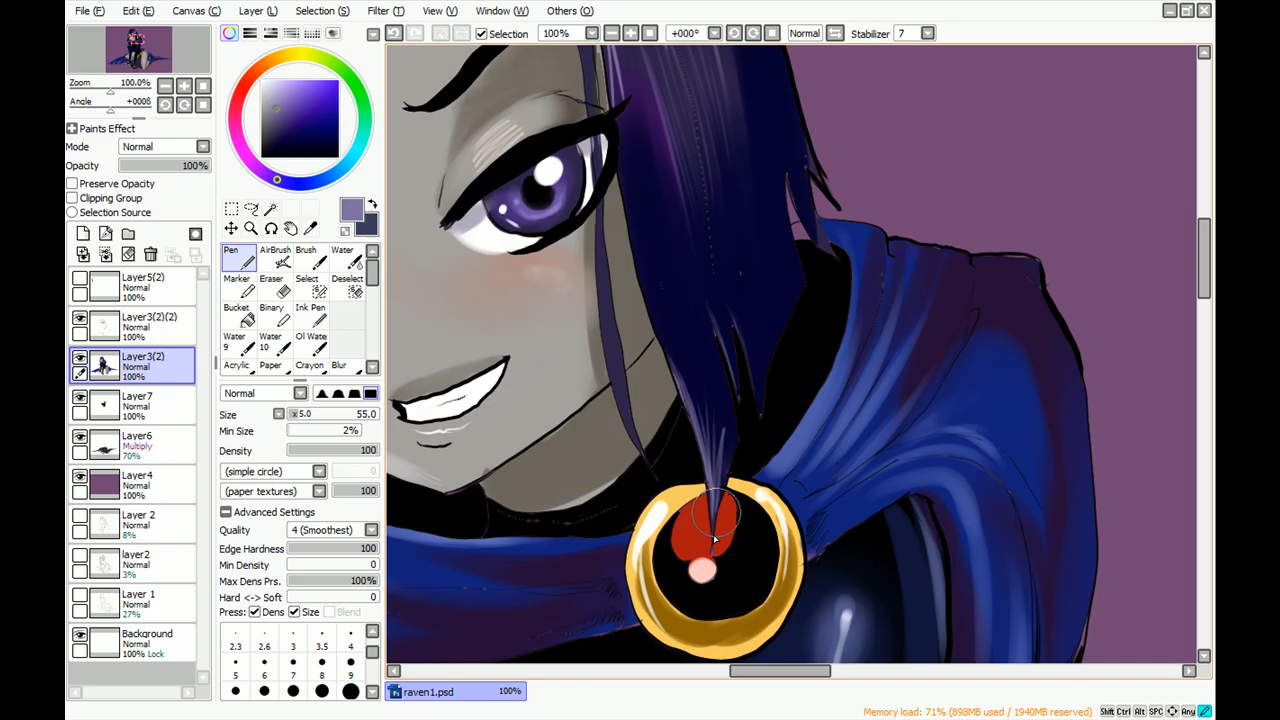 File (F) Edit (E) Canvas (C) Layer (L) Selection (S) Filter (T) View (V) Window (W) Others (O)
Selection 100% +000° Normal Stabilizer 7
Zoom 100.0%
Angle +000§
Paints Effect
Mode Normal
Opacity 100%
Preserve Opacity
Clipping Group
Selection Source
Layer5(2)
Normal
100%
Layer3(2)(2)
Normal
100%
Layer3(2)
Normal
100%
Layer7
Normal
100%
Layer6
Multiply
70%
Layer4
Normal
100%
Layer 2
Normal
8%
layer2
Normal
3%
Layer 1
Normal
27%
Background
Normal
100% Lock
Pen AirBrush Brush Water
Marker Eraser Select Deselect
Bucket Binary Ink Pen
Water 9 Water 10 Ol Water
Acrylic Paper Crayon Blur
Normal
Size x 5.0 55.0
Min Size 2%
Density 100
(simple circle)
(paper textures) 100
Advanced Settings
Quality 4 (Smoothest)
Edge Hardness 100
Min Density 0
Max Dens Prs. 100%
Hard <-> Soft 0
Press: Dens Size Blend
2.3 2.6 3 3.5 4
5 6 7 8 9
raven1.psd 100%
Memory load: 71% (898MB used / 1940MB reserved)
Shift Ctrl Alt SPC Any